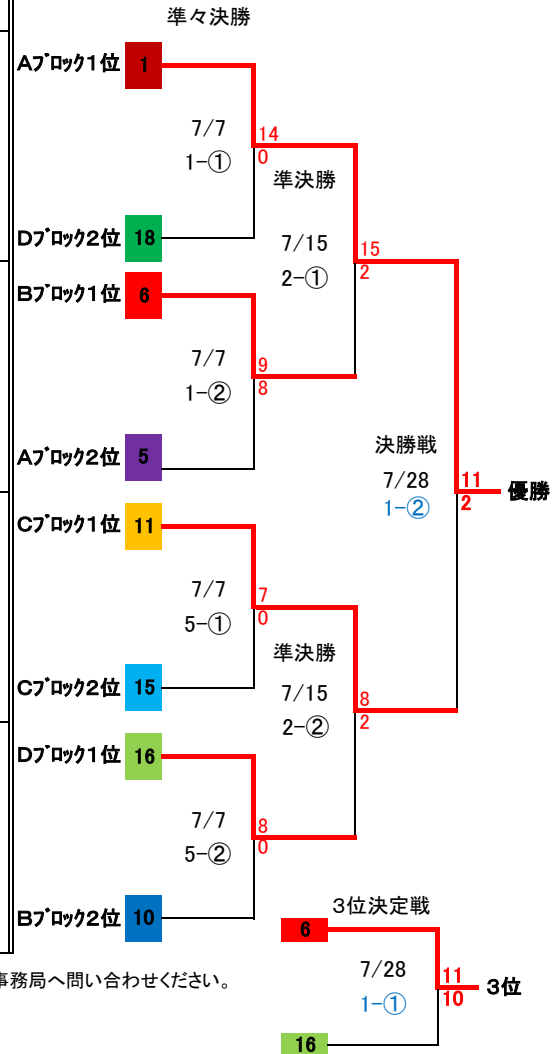 準々決勝
Aブロック1位 1
7/7
14
1-①
0
準決勝
Dブロック2位 18
7/15
15
2-①
2
Bブロック1位 6
7/7
9
1-②
8
Aブロック2位 5
決勝戦
7/28
11
優勝
1-②
2
Cブロック1位 11
7/7
7
5-①
0
準決勝
Cブロック2位 15
7/15
8
2-②
2
Dブロック1位 16
7/7
8
5-②
0
Bブロック2位 10
3位決定戦
6
7/28
11
3位
1-①
10
16
事務局へ問い合わせください。